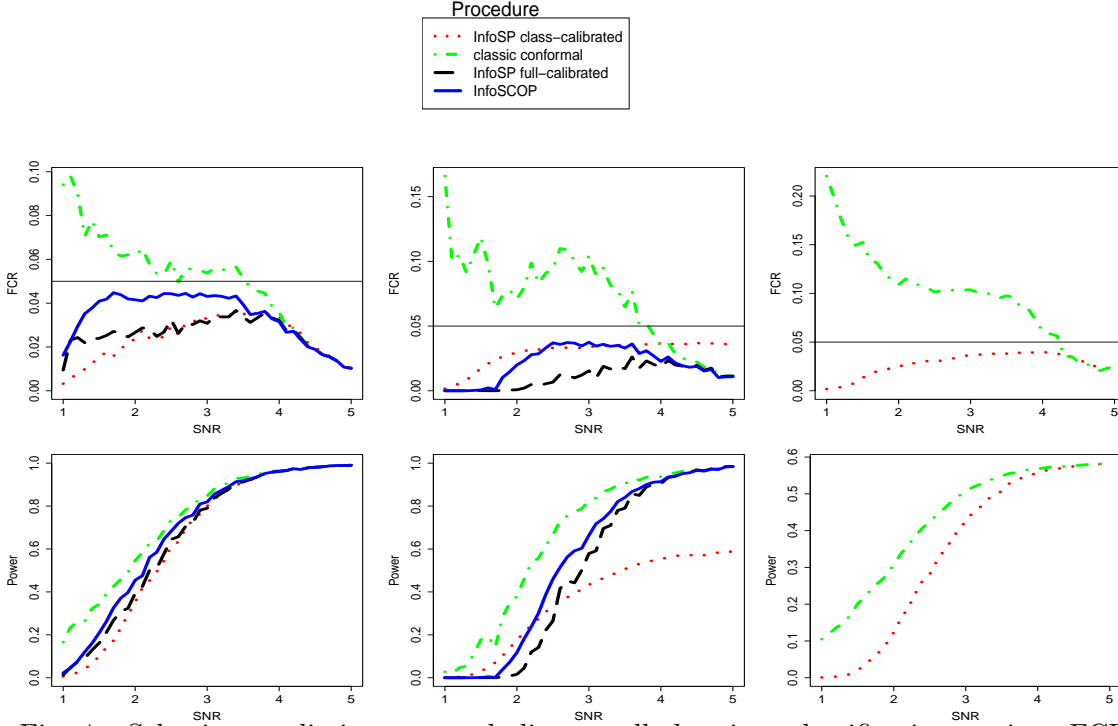 Procedure
InfoSP class−calibrated
classic conformal
InfoSP full−calibrated
InfoSCOP
FCR
0.00 0.02 0.04 0.06 0.08 0.10
1 2 3 4 5
SNR
FCR
0.00 0.05 0.10 0.15
1 2 3 4 5
SNR
FCR
0.00 0.05 0.10 0.15 0.20
1 2 3 4 5
SNR
Power
0.0 0.2 0.4 0.6 0.8 1.0
1 2 3 4 5
SNR
Power
0.0 0.2 0.4 0.6 0.8 1.0
1 2 3 4 5
SNR
Power
0.0 0.1 0.2 0.3 0.4 0.5 0.6
1 2 3 4 5
SNR